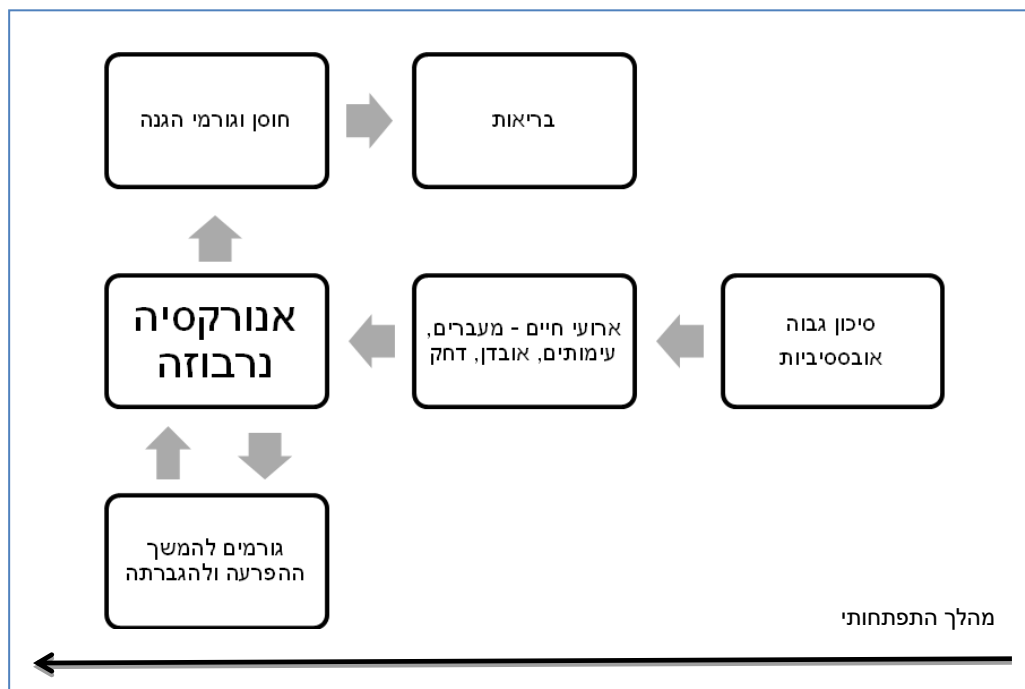 חוסן וגורמי הגנה
בריאות
סיכון גבוה
אובססיביות
ארועי חיים - מעברים,
עימותים, אובדן, דחק
אנורקסיה
נרבוזה
גורמים להמשך
ההפרעה ולהגברתה
מהלך התפתחותי